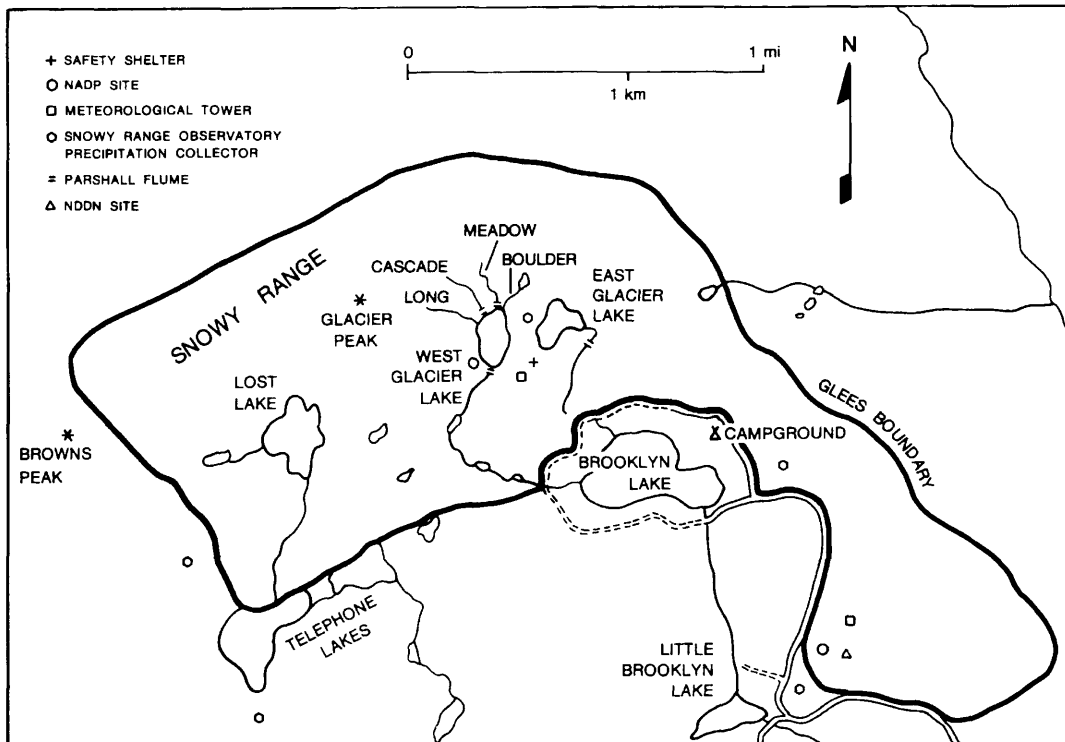 + SAFETY SHELTER
NADP SITE
METEOROLOGICAL TOWER
SNOWY RANGE OBSERVATORY
PRECIPITATION COLLECTOR
PARSHALL FLUME
NDDN SITE
0
1 mi
1 km
N
MEADOW
BOULDER
CASCADE
LONG
EAST
GLACIER
LAKE
SNOWY RANGE
GLACIER
PEAK
WEST
GLACIER
LAKE
LOST
LAKE
BROWNS
PEAK
GLEES BOUNDARY
CAMPGROUND
BROOKLYN
LAKE
TELEPHONE
LAKES
LITTLE
BROOKLYN
LAKE